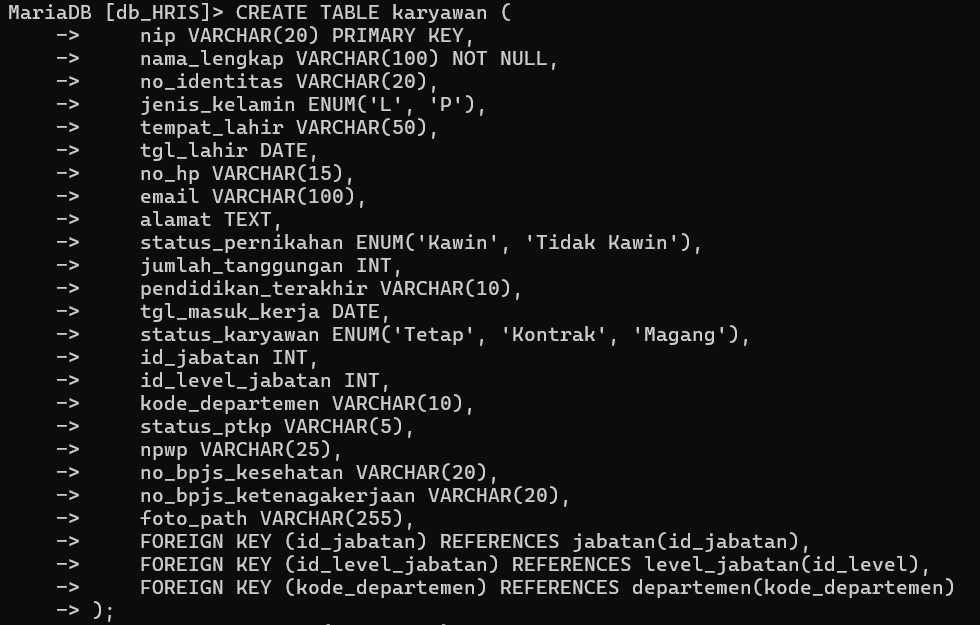 MariaDB [db_HRIS]> CREATE TABLE karyawan (
    ->     nip VARCHAR(20) PRIMARY KEY,
    ->     nama_lengkap VARCHAR(100) NOT NULL,
    ->     no_identitas VARCHAR(20),
    ->     jenis_kelamin ENUM('L', 'P'),
    ->     tempat_lahir VARCHAR(50),
    ->     tgl_lahir DATE,
    ->     no_hp VARCHAR(15),
    ->     email VARCHAR(100),
    ->     alamat TEXT,
    ->     status_pernikahan ENUM('Kawin', 'Tidak Kawin'),
    ->     jumlah_tanggungan INT,
    ->     pendidikan_terakhir VARCHAR(10),
    ->     tgl_masuk_kerja DATE,
    ->     status_karyawan ENUM('Tetap', 'Kontrak', 'Magang'),
    ->     id_jabatan INT,
    ->     id_level_jabatan INT,
    ->     kode_departemen VARCHAR(10),
    ->     status_ptkp VARCHAR(5),
    ->     npwp VARCHAR(25),
    ->     no_bpjs_kesehatan VARCHAR(20),
    ->     no_bpjs_ketenagakerjaan VARCHAR(20),
    ->     foto_path VARCHAR(255),
    ->     FOREIGN KEY (id_jabatan) REFERENCES jabatan(id_jabatan),
    ->     FOREIGN KEY (id_level_jabatan) REFERENCES level_jabatan(id_level),
    ->     FOREIGN KEY (kode_departemen) REFERENCES departemen(kode_departemen)
    -> );